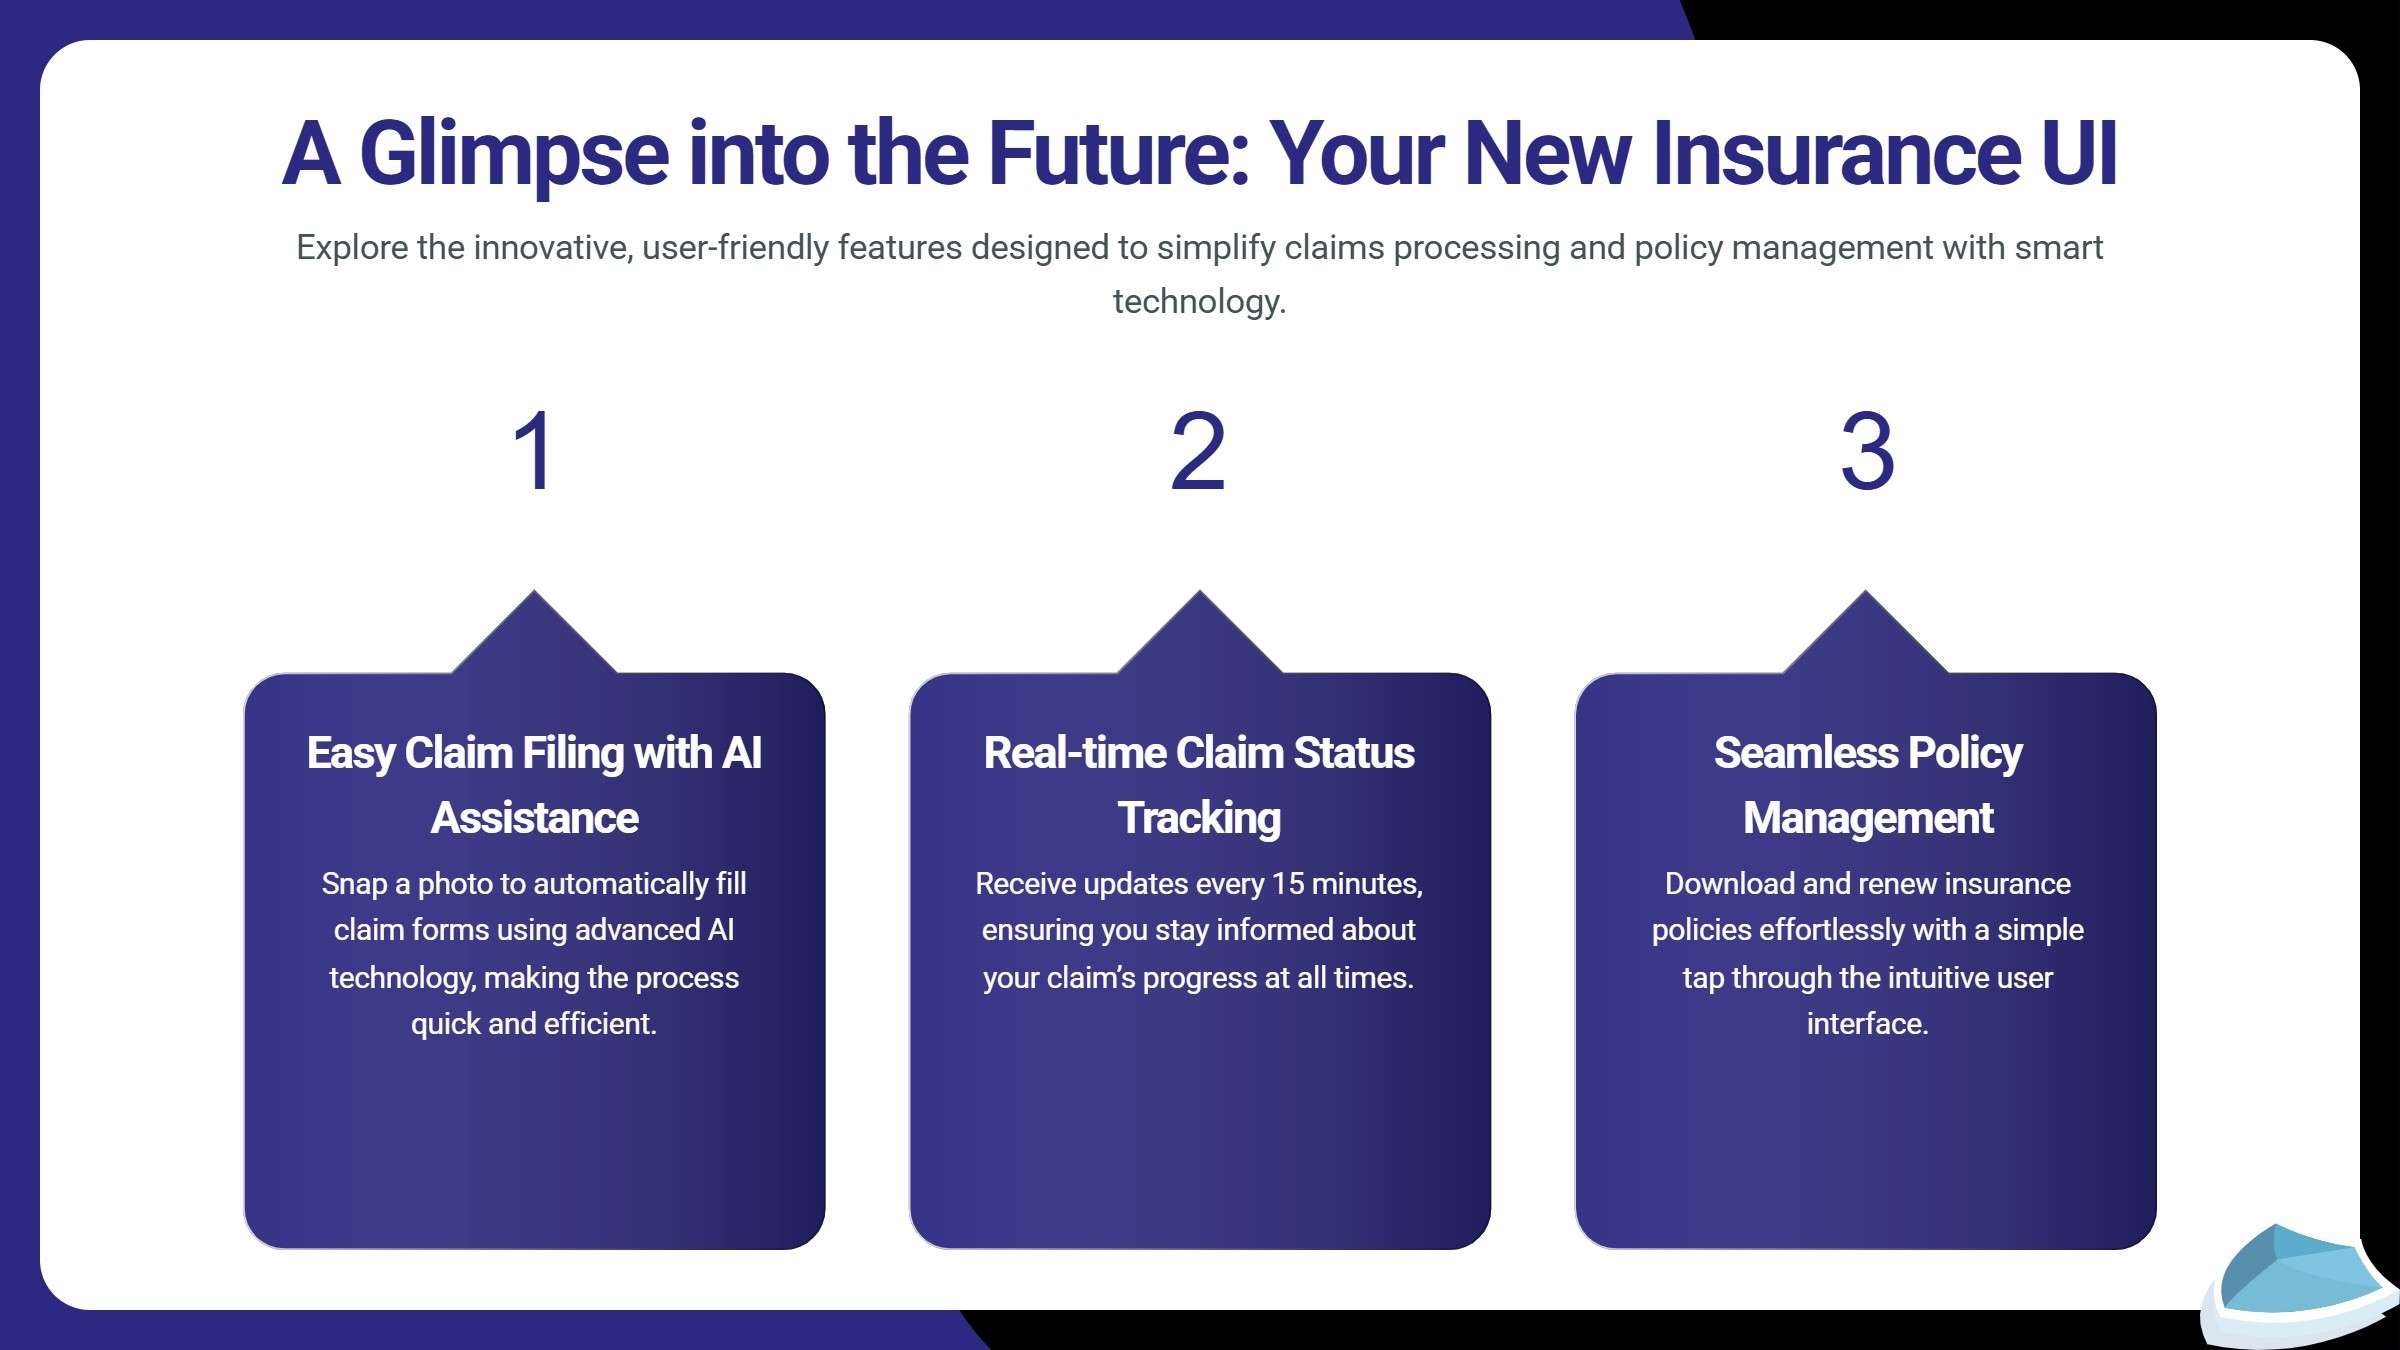 A Glimpse into the Future: Your New Insurance UI
Explore the innovative, user-friendly features designed to simplify claims processing and policy management with smart
technology.
1
2
3
Easy Claim Filing with AI
Assistance
Snap a photo to automatically fill
claim forms using advanced AI
technology, making the process
quick and efficient.
Real-time Claim Status
Tracking
Receive updates every 15 minutes,
ensuring you stay informed about
your claim’s progress at all times.
Seamless Policy
Management
Download and renew insurance
policies effortlessly with a simple
tap through the intuitive user
interface.